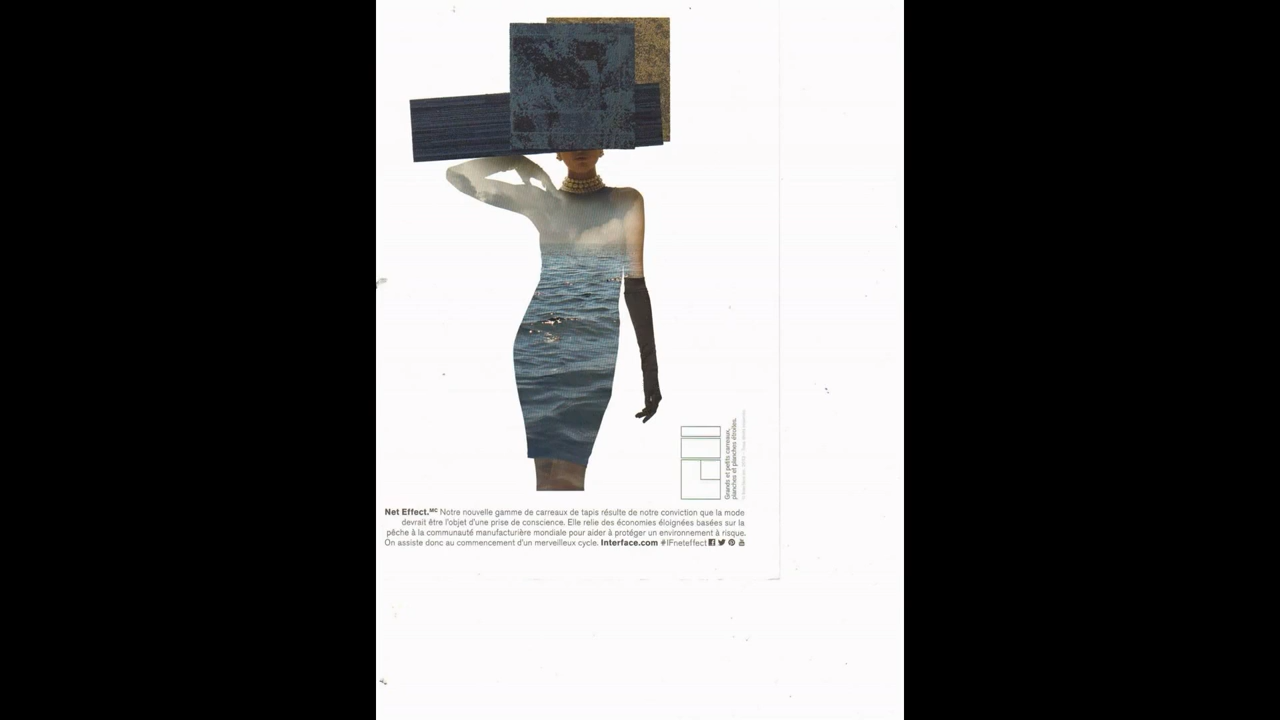 Grands et petits carreaux,
planches et planches étroites.
Net Effect.ᴹᶜ Notre nouvelle gamme de carreaux de tapis résulte de notre conviction que la mode
devrait être l'objet d'une prise de conscience. Elle relie des économies éloignées basées sur la
pêche à la communauté manufacturière mondiale pour aider à protéger un environnement à risque.
On assiste donc au commencement d'un merveilleux cycle. Interface.com #IFneteffect